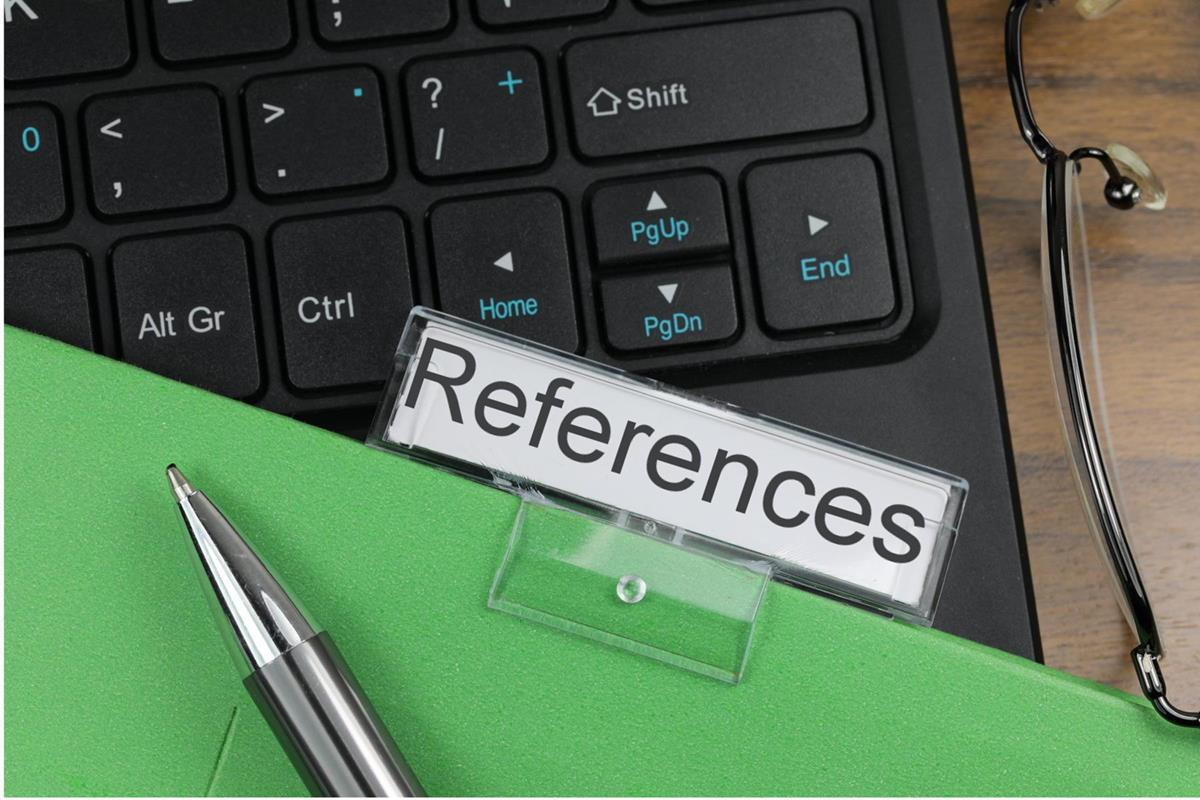 K
;
0
<
,
>
.
?
+
/
Shift
Alt Gr
Ctrl
Home
PgUp
PgDn
End
References